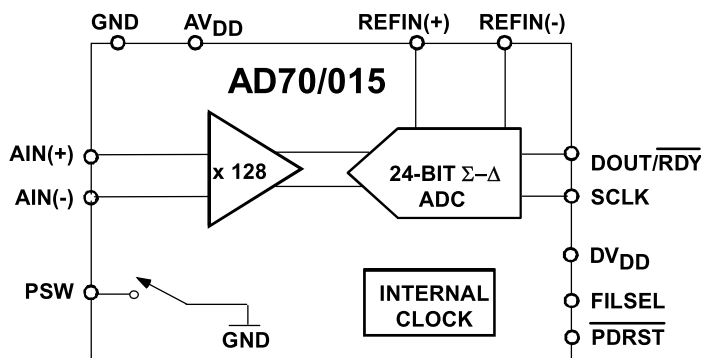 GND AVDD REFIN(+) REFIN(-)
AD70/015
AIN(+)
x 128
24-BIT Σ–Δ
ADC
DOUT/RDY
AIN(-)
SCLK
DVDD
PSW
INTERNAL
CLOCK
FILSEL
GND
PDRST